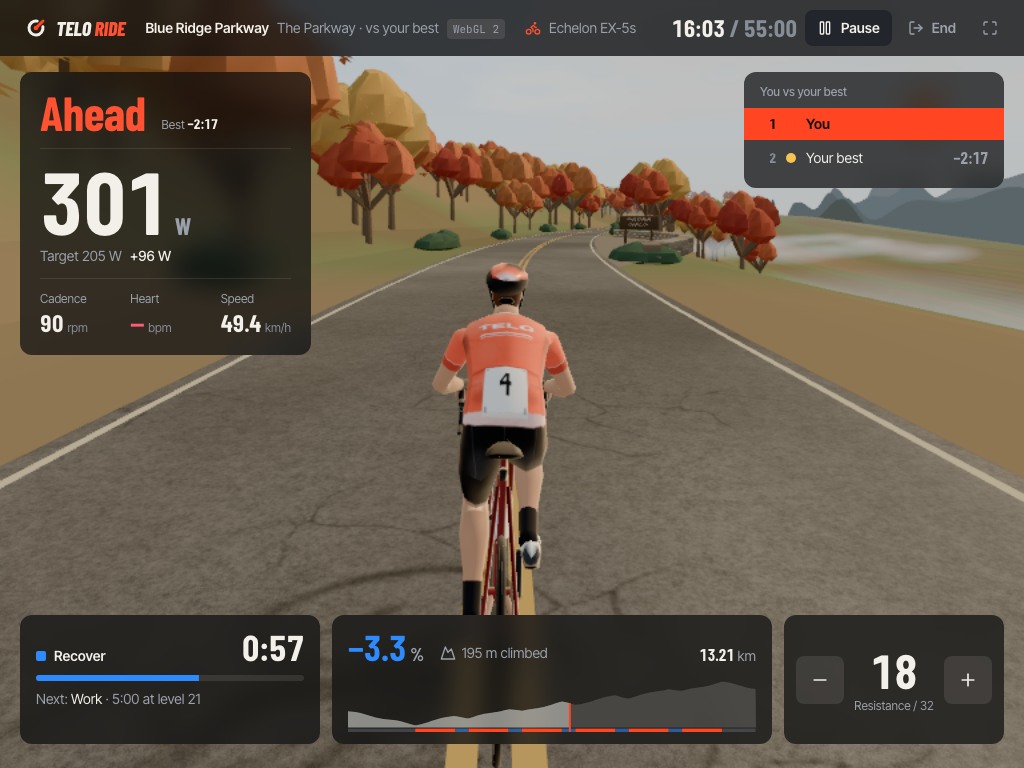 TELO RIDE
Blue Ridge Parkway The Parkway · vs your best WebGL 2
Echelon EX-5s
16:03 / 55:00
Pause
End
Ahead Best −2:17
301 W
Target 205 W +96 W
Cadence Heart Speed
90 rpm — bpm 49.4 km/h
You vs your best
1 You
2 Your best −2:17
TELO
4
Recover 0:57
Next: Work · 5:00 at level 21
−3.3 % 195 m climbed 13.21 km
− 18 +
Resistance / 32